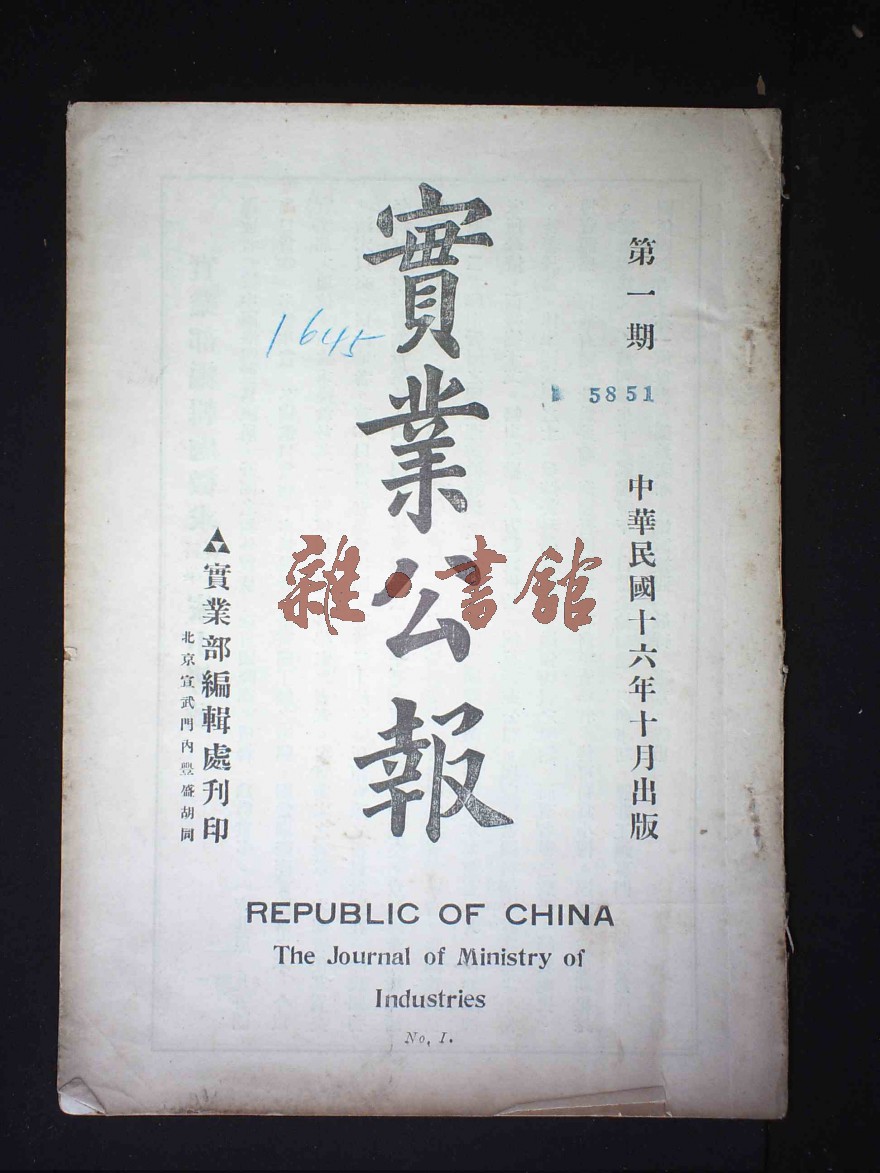 第一期
5851
中華民國十六年十月出版
實業公報
1645
雜·書館
▲實業部編輯處刊印
北京宣武門內豐盛胡同
REPUBLIC OF CHINA
The Journal of Ministry of
Industries
No, I.